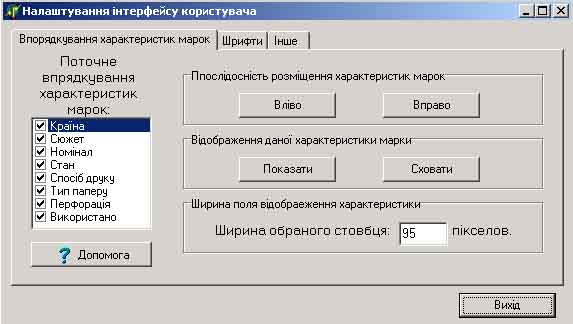 Налаштування інтерфейсу користувача
Впорядкування характеристик марок
Шрифти
Інше
Поточне
впрядкування
характеристик
марок:
Країна
Сюжет
Номінал
Стан
Спосіб друку
Тип паперу
Перфорація
Використано
? Допомога
Ппослідосність розміщення характеристик марок
Вліво
Вправо
Відображення даної характеристики марки
Показати
Сховати
Ширина поля відобраеження характеристики
Ширина обраного стовбця: 95 пікселов.
Вихід